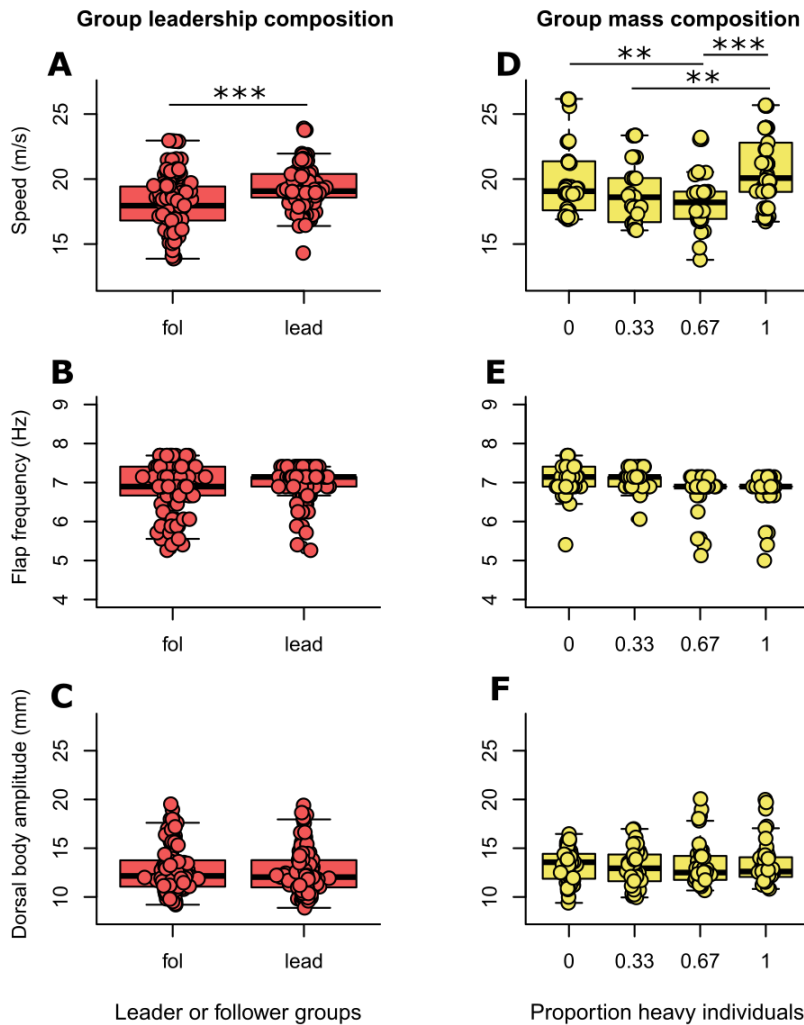 Group leadership composition
Group mass composition
A
***
Speed (m/s)
25
20
15
fol
lead
D
**
***
**
25
20
15
0
0.33
0.67
1
B
Flap frequency (Hz)
9
8
7
6
5
4
fol
lead
E
9
8
7
6
5
4
0
0.33
0.67
1
C
Dorsal body amplitude (mm)
25
20
15
10
fol
lead
Leader or follower groups
F
25
20
15
10
0
0.33
0.67
1
Proportion heavy individuals